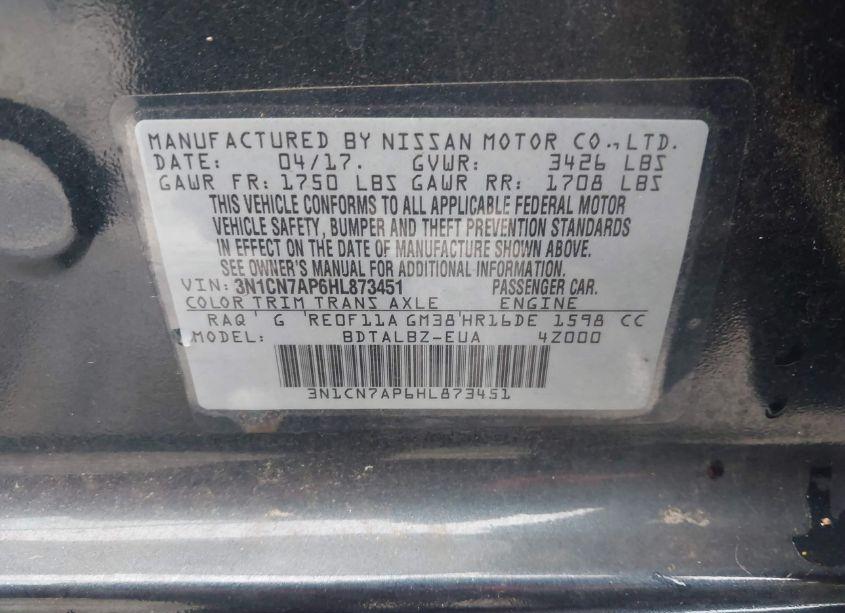 MANUFACTURED BY NISSAN MOTOR CO., LTD.
DATE: 04/17. GVWR: 3426 LBS
GAWR FR: 1750 LBS GAWR RR: 1708 LBS
THIS VEHICLE CONFORMS TO ALL APPLICABLE FEDERAL MOTOR
VEHICLE SAFETY, BUMPER AND THEFT PREVENTION STANDARDS
IN EFFECT ON THE DATE OF MANUFACTURE SHOWN ABOVE.
SEE OWNER'S MANUAL FOR ADDITIONAL INFORMATION.
VIN: 3N1CN7AP6HL873451 PASSENGER CAR.
COLOR TRIM TRANS AXLE ENGINE
RAQ ' G ' RE0F11A GM38 ' HR16DE 1598 CC
MODEL: BDTALBZ-EUA 4Z000
3N1CN7AP6HL873451